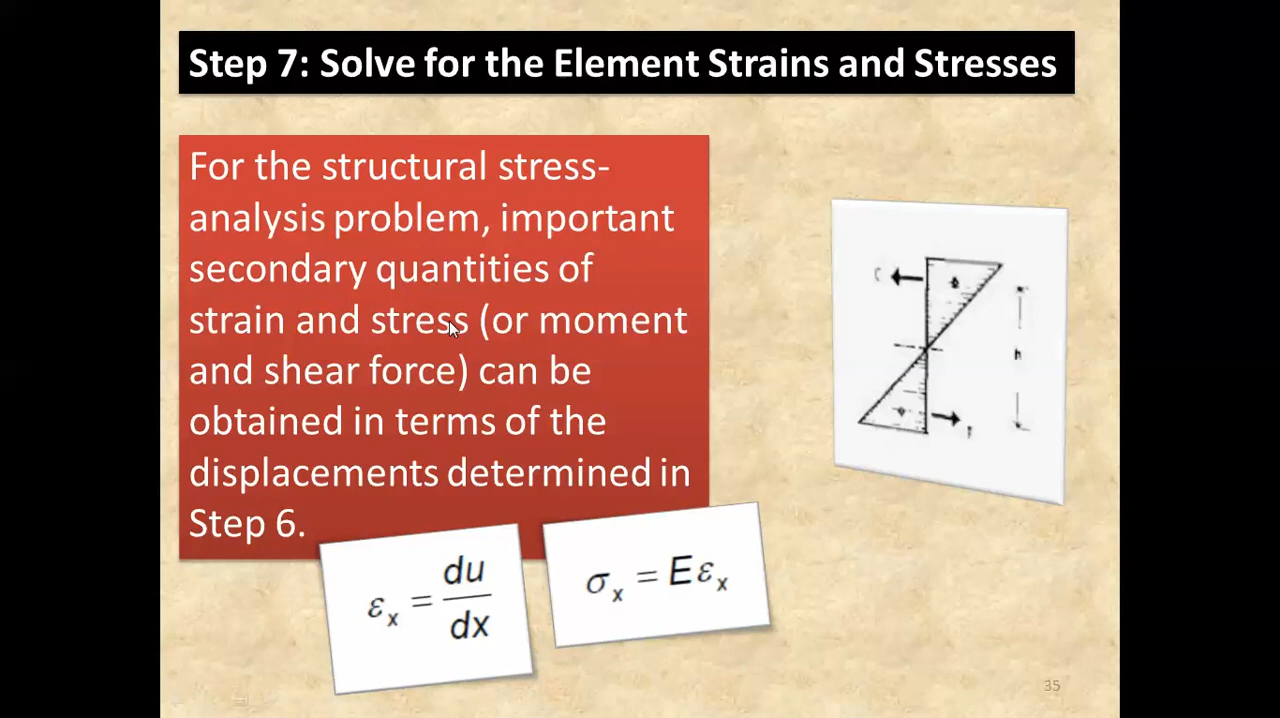 Step 7: Solve for the Element Strains and Stresses
For the structural stress-
analysis problem, important
secondary quantities of
strain and stress (or moment
and shear force) can be
obtained in terms of the
displacements determined in
Step 6.
C
h
T
εx = du/dx
σx = Eεx
35